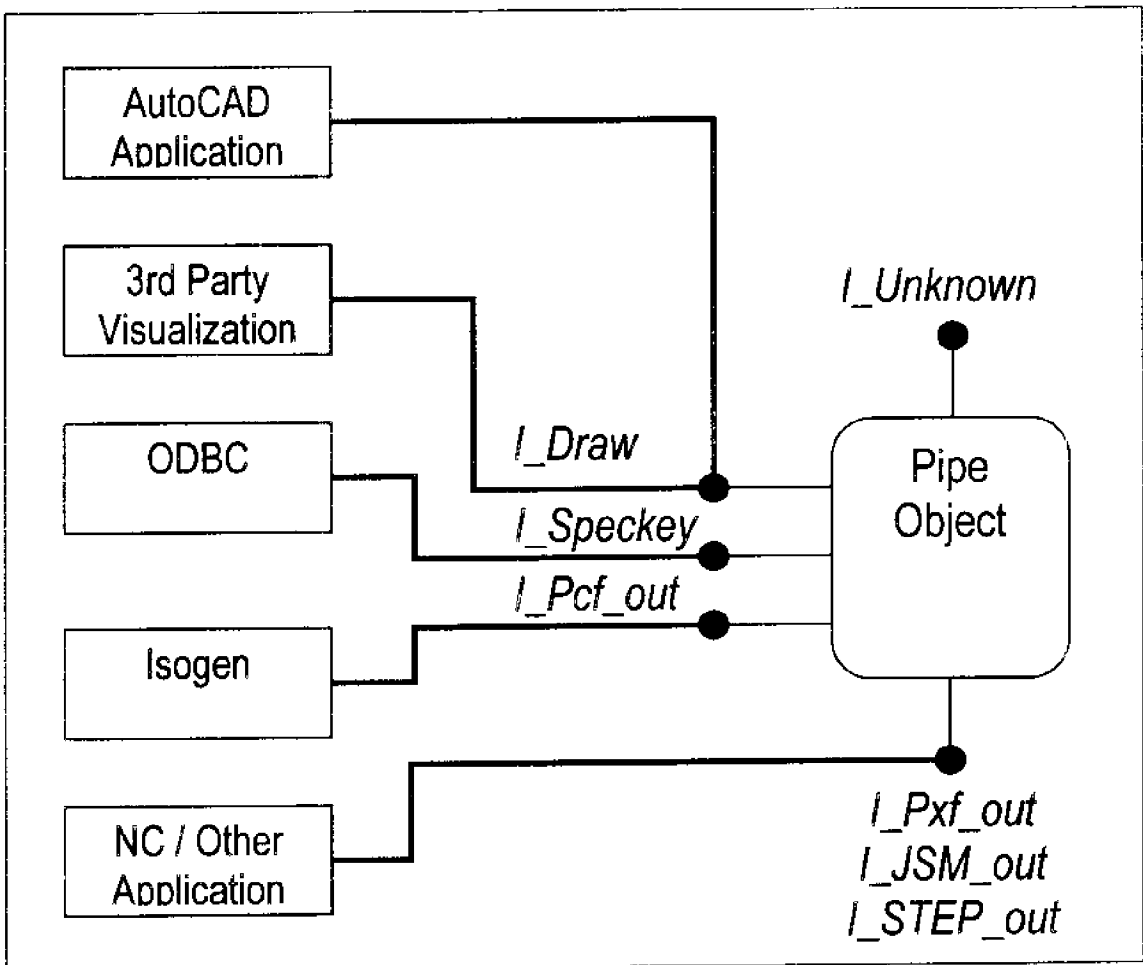 AutoCAD
Application
3rd Party
Visualization
I_Unknown
ODBC
I_Draw
Pipe
Object
I_Speckey
I_Pcf_out
Isogen
NC / Other
Application
I_Pxf_out
I_JSM_out
I_STEP_out